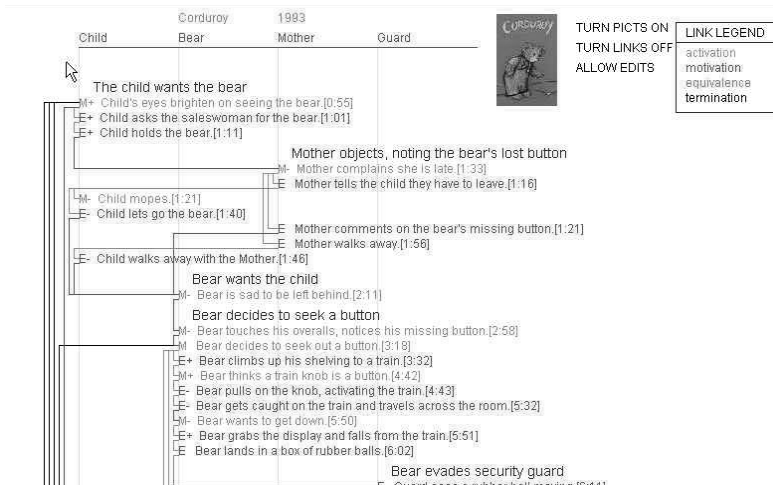 Corduroy 1993
Child Bear Mother Guard
CORDUROY
TURN PICTS ON
TURN LINKS OFF
ALLOW EDITS
LINK LEGEND
activation
motivation
equivalence
termination
The child wants the bear
M+ Child's eyes brighten on seeing the bear.[0:55]
E+ Child asks the saleswoman for the bear.[1:01]
E+ Child holds the bear.[1:11]
Mother objects, noting the bear's lost button
M- Mother complains she is late.[1:33]
E Mother tells the child they have to leave.[1:16]
M- Child mopes.[1:21]
E- Child lets go the bear.[1:40]
E Mother comments on the bear's missing button.[1:21]
E Mother walks away.[1:56]
E- Child walks away with the Mother.[1:46]
Bear wants the child
M- Bear is sad to be left behind.[2:11]
Bear decides to seek a button
M- Bear touches his overalls, notices his missing button.[2:58]
M Bear decides to seek out a button.[3:18]
E+ Bear climbs up his shelving to a train.[3:32]
M+ Bear thinks a train knob is a button.[4:42]
E- Bear pulls on the knob, activating the train.[4:43]
E- Bear gets caught on the train and travels across the room.[5:32]
M- Bear wants to get down.[5:50]
E+ Bear grabs the display and falls from the train.[5:51]
E Bear lands in a box of rubber balls.[6:02]
Bear evades security guard